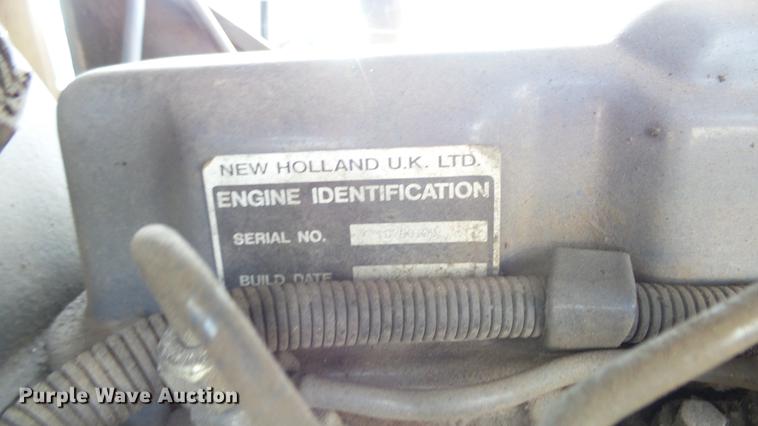 NEW HOLLAND U.K. LTD.
ENGINE IDENTIFICATION
SERIAL NO.
BUILD DATE
Purple Wave Auction